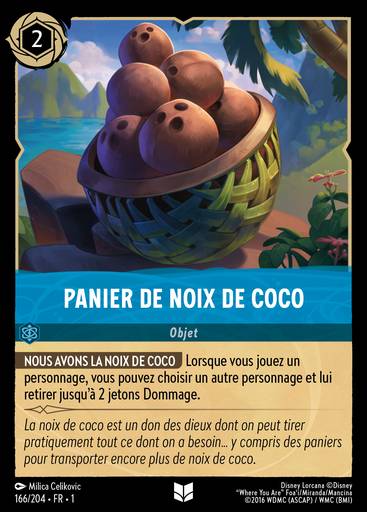 2
PANIER DE NOIX DE COCO
Objet
NOUS AVONS LA NOIX DE COCO Lorsque vous jouez un
personnage, vous pouvez choisir un autre personnage et lui
retirer jusqu'à 2 jetons Dommage.
La noix de coco est un don des dieux dont on peut tirer
pratiquement tout ce dont on a besoin... y compris des paniers
pour transporter encore plus de noix de coco.
Milica Celikovic
166/204 • FR • 1
Disney Lorcana ©Disney
"Where You Are" Foa'i/Miranda/Mancina
©2016 WDMC (ASCAP) / WMC (BMI)